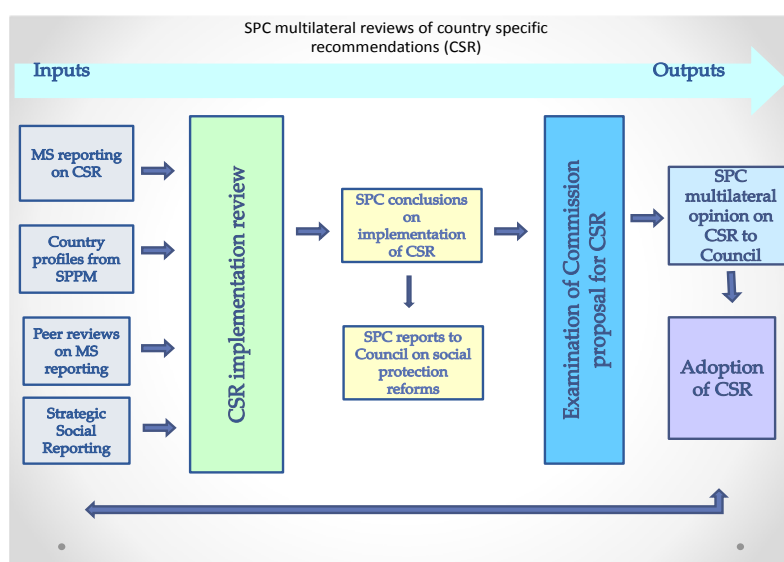 SPC multilateral reviews of country specific
recommendations (CSR)
Inputs
Outputs
MS reporting
on CSR
Country
profiles from
SPPM
Peer reviews
on MS
reporting
Strategic
Social
Reporting
CSR implementation review
SPC conclusions
on
implementation
of CSR
SPC reports to
Council on social
protection
reforms
Examination of Commission
proposal for CSR
SPC
multilateral
opinion on
CSR to
Council
Adoption
of CSR